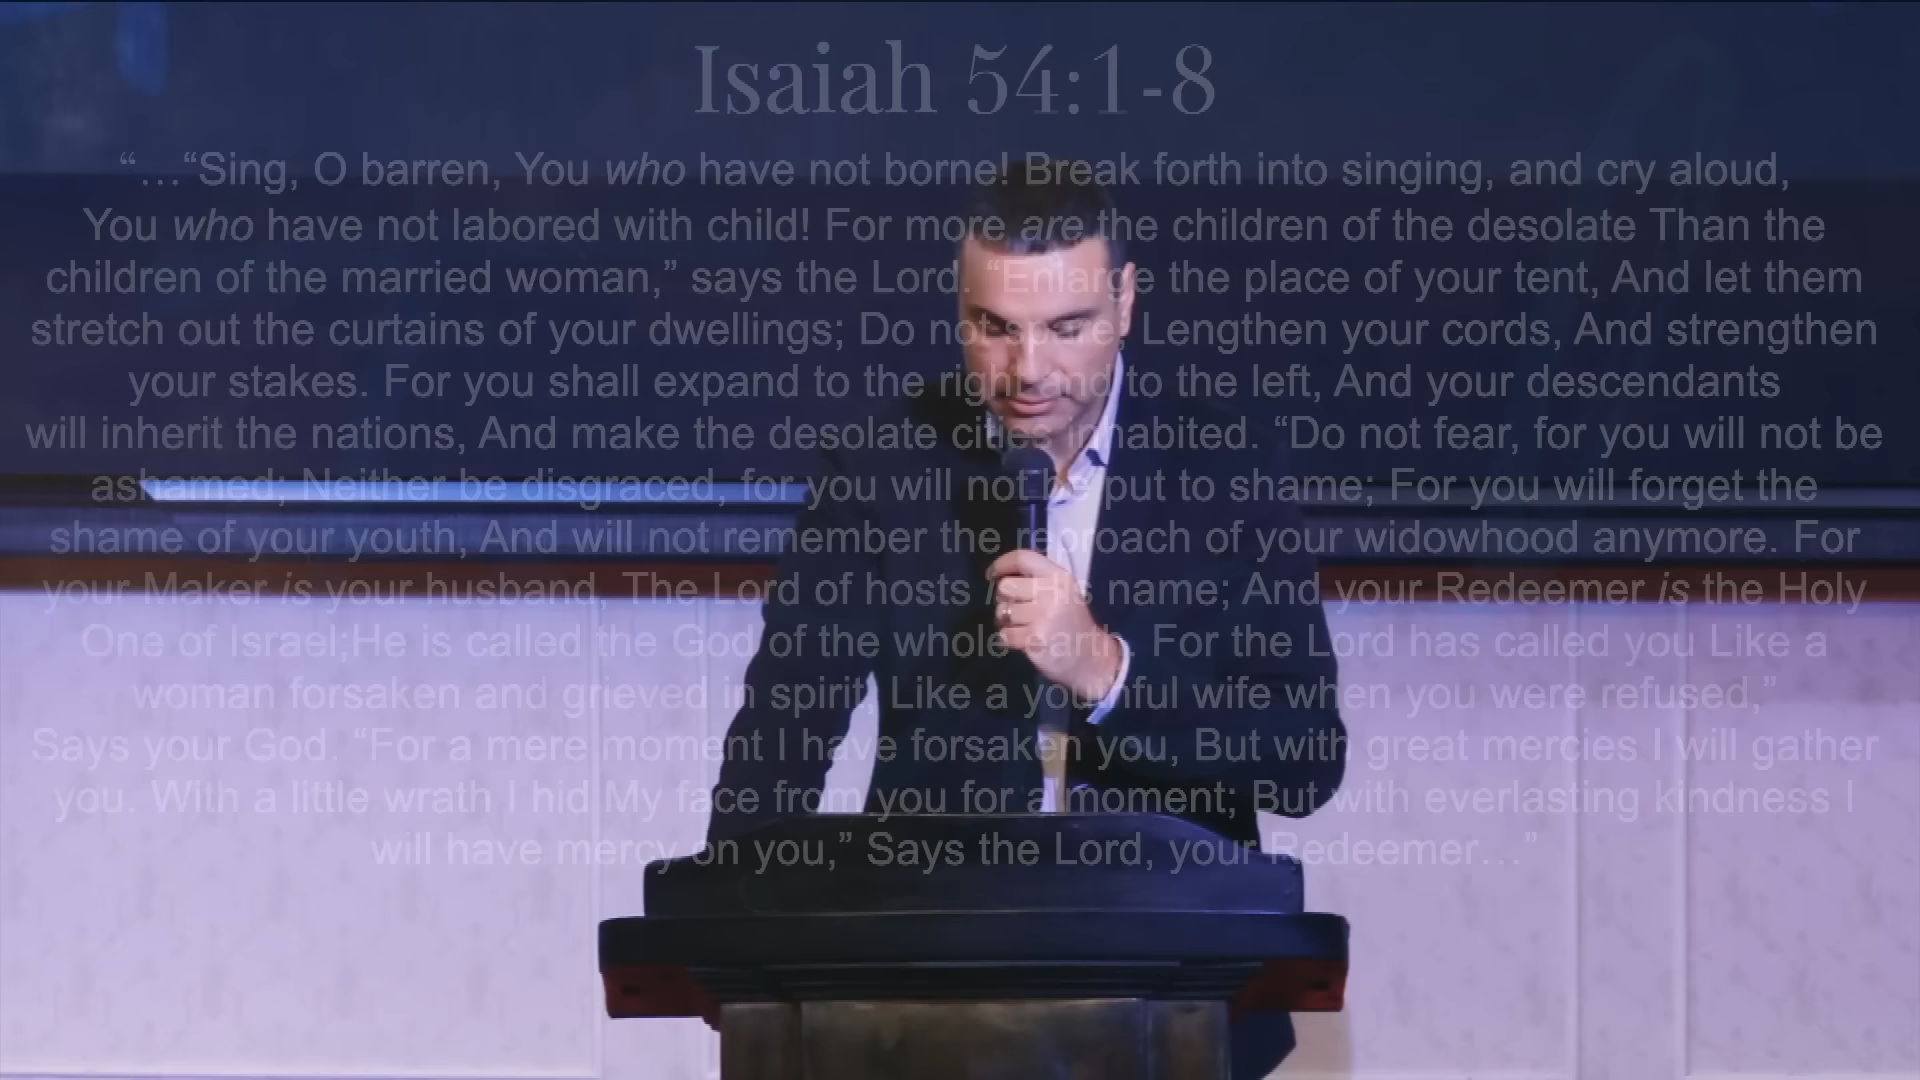 Isaiah 54:1-8
“…“Sing, O barren, You who have not borne! Break forth into singing, and cry aloud,
You who have not labored with child! For more are the children of the desolate Than the
children of the married woman,” says the Lord. “Enlarge the place of your tent, And let them
stretch out the curtains of your dwellings; Do not Lengthen your cords, And strengthen
your stakes. For you shall expand to the right and to the left, And your descendants
will inherit the nations, And make the desolate cities inhabited. “Do not fear, for you will not be
ashamed; Neither be disgraced, for you will not be put to shame; For you will forget the
shame of your youth, And will not remember the reproach of your widowhood anymore. For
your Maker is your husband, The Lord of hosts is His name; And your Redeemer is the Holy
One of Israel;He is called the God of the whole earth. For the Lord has called you Like a
woman forsaken and grieved in spirit, Like a youthful wife when you were refused,”
Says your God. “For a mere moment I have forsaken you, But with great mercies I will gather
you. With a little wrath I hid My face from you for a moment; But with everlasting kindness I
will have mercy on you,” Says the Lord, your Redeemer…”